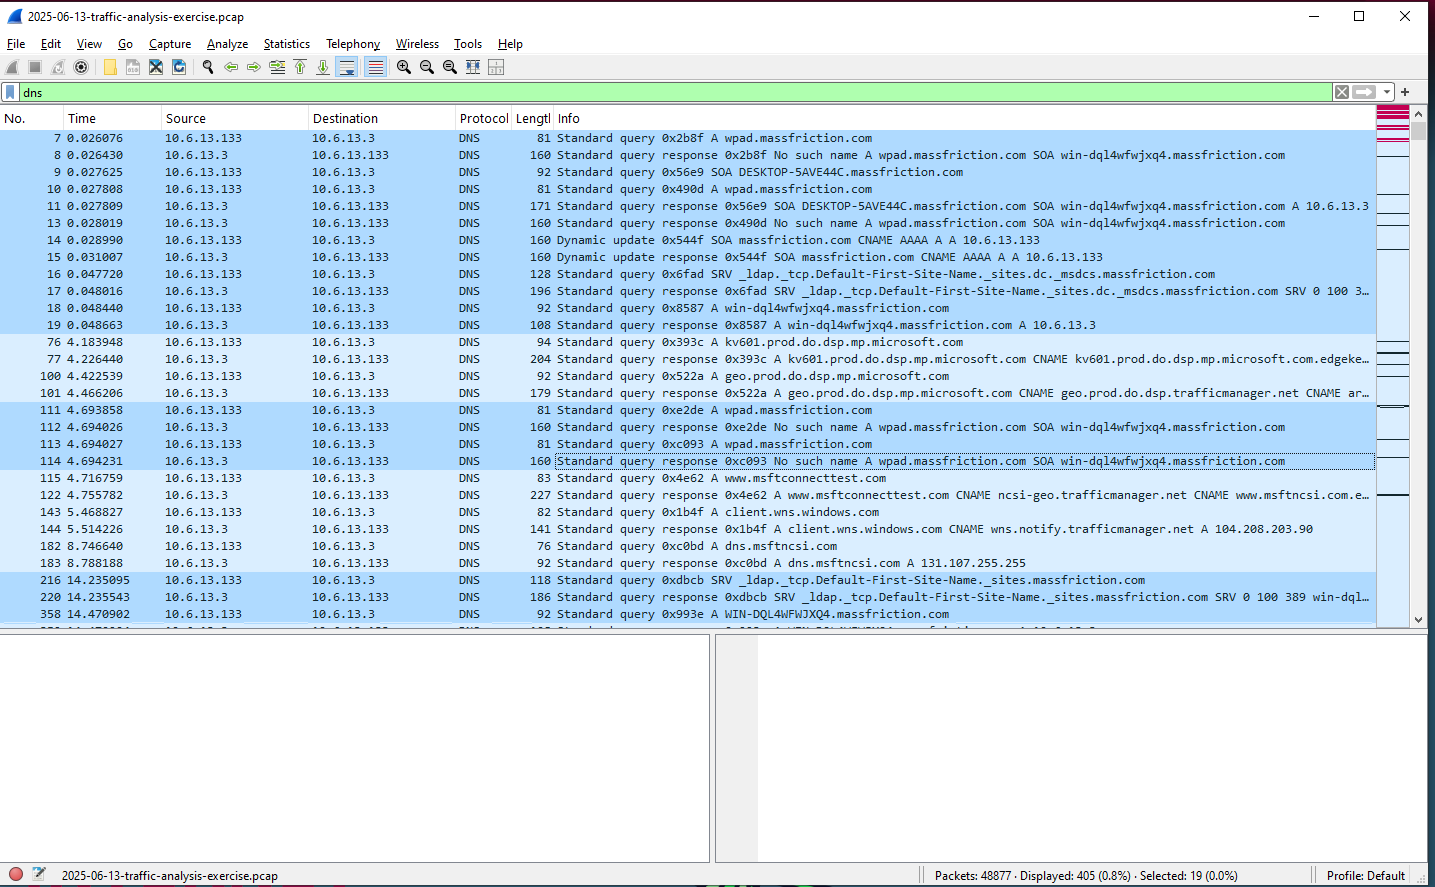 2025-06-13-traffic-analysis-exercise.pcap
File Edit View Go Capture Analyze Statistics Telephony Wireless Tools Help
dns
No. Time Source Destination Protocol Lengtl Info
7 0.026076 10.6.13.133 10.6.13.3 DNS 81 Standard query 0x2b8f A wpad.massfriction.com
8 0.026430 10.6.13.3 10.6.13.133 DNS 160 Standard query response 0x2b8f No such name A wpad.massfriction.com SOA win-dql4wfwjxq4.massfriction.com
9 0.027625 10.6.13.133 10.6.13.3 DNS 92 Standard query 0x56e9 SOA DESKTOP-5AVE44C.massfriction.com
10 0.027808 10.6.13.133 10.6.13.3 DNS 81 Standard query 0x490d A wpad.massfriction.com
11 0.027809 10.6.13.3 10.6.13.133 DNS 171 Standard query response 0x56e9 SOA DESKTOP-5AVE44C.massfriction.com SOA win-dql4wfwjxq4.massfriction.com A 10.6.13.3
13 0.028019 10.6.13.3 10.6.13.133 DNS 160 Standard query response 0x490d No such name A wpad.massfriction.com SOA win-dql4wfwjxq4.massfriction.com
14 0.028990 10.6.13.133 10.6.13.3 DNS 160 Dynamic update 0x544f SOA massfriction.com CNAME AAAA A A 10.6.13.133
15 0.031007 10.6.13.3 10.6.13.133 DNS 160 Dynamic update response 0x544f SOA massfriction.com CNAME AAAA A A 10.6.13.133
16 0.047720 10.6.13.133 10.6.13.3 DNS 128 Standard query 0x6fad SRV _ldap._tcp.Default-First-Site-Name._sites.dc._msdcs.massfriction.com
17 0.048016 10.6.13.3 10.6.13.133 DNS 196 Standard query response 0x6fad SRV _ldap._tcp.Default-First-Site-Name._sites.dc._msdcs.massfriction.com SRV 0 100 3…
18 0.048440 10.6.13.133 10.6.13.3 DNS 92 Standard query 0x8587 A win-dql4wfwjxq4.massfriction.com
19 0.048663 10.6.13.3 10.6.13.133 DNS 108 Standard query response 0x8587 A win-dql4wfwjxq4.massfriction.com A 10.6.13.3
76 4.183948 10.6.13.133 10.6.13.3 DNS 94 Standard query 0x393c A kv601.prod.do.dsp.mp.microsoft.com
77 4.226440 10.6.13.3 10.6.13.133 DNS 204 Standard query response 0x393c A kv601.prod.do.dsp.mp.microsoft.com CNAME kv601.prod.do.dsp.mp.microsoft.com.edgeke…
100 4.422539 10.6.13.133 10.6.13.3 DNS 92 Standard query 0x522a A geo.prod.do.dsp.mp.microsoft.com
101 4.466206 10.6.13.3 10.6.13.133 DNS 179 Standard query response 0x522a A geo.prod.do.dsp.mp.microsoft.com CNAME geo.prod.do.dsp.trafficmanager.net CNAME ar…
111 4.693858 10.6.13.133 10.6.13.3 DNS 81 Standard query 0xe2de A wpad.massfriction.com
112 4.694026 10.6.13.3 10.6.13.133 DNS 160 Standard query response 0xe2de No such name A wpad.massfriction.com SOA win-dql4wfwjxq4.massfriction.com
113 4.694027 10.6.13.133 10.6.13.3 DNS 81 Standard query 0xc093 A wpad.massfriction.com
114 4.694231 10.6.13.3 10.6.13.133 DNS 160 Standard query response 0xc093 No such name A wpad.massfriction.com SOA win-dql4wfwjxq4.massfriction.com
115 4.716759 10.6.13.133 10.6.13.3 DNS 83 Standard query 0x4e62 A www.msftconnecttest.com
122 4.755782 10.6.13.3 10.6.13.133 DNS 227 Standard query response 0x4e62 A www.msftconnecttest.com CNAME ncsi-geo.trafficmanager.net CNAME www.msftncsi.com.e…
143 5.468827 10.6.13.133 10.6.13.3 DNS 82 Standard query 0x1b4f A client.wns.windows.com
144 5.514226 10.6.13.3 10.6.13.133 DNS 141 Standard query response 0x1b4f A client.wns.windows.com CNAME wns.notify.trafficmanager.net A 104.208.203.90
182 8.746640 10.6.13.133 10.6.13.3 DNS 76 Standard query 0xc0bd A dns.msftncsi.com
183 8.788188 10.6.13.3 10.6.13.133 DNS 92 Standard query response 0xc0bd A dns.msftncsi.com A 131.107.255.255
216 14.235095 10.6.13.133 10.6.13.3 DNS 118 Standard query 0xdbcb SRV _ldap._tcp.Default-First-Site-Name._sites.massfriction.com
220 14.235543 10.6.13.3 10.6.13.133 DNS 186 Standard query response 0xdbcb SRV _ldap._tcp.Default-First-Site-Name._sites.massfriction.com SRV 0 100 389 win-dql…
358 14.470902 10.6.13.133 10.6.13.3 DNS 92 Standard query 0x993e A WIN-DQL4WFWJXQ4.massfriction.com
2025-06-13-traffic-analysis-exercise.pcap Packets: 48877 · Displayed: 405 (0.8%) · Selected: 19 (0.0%) Profile: Default